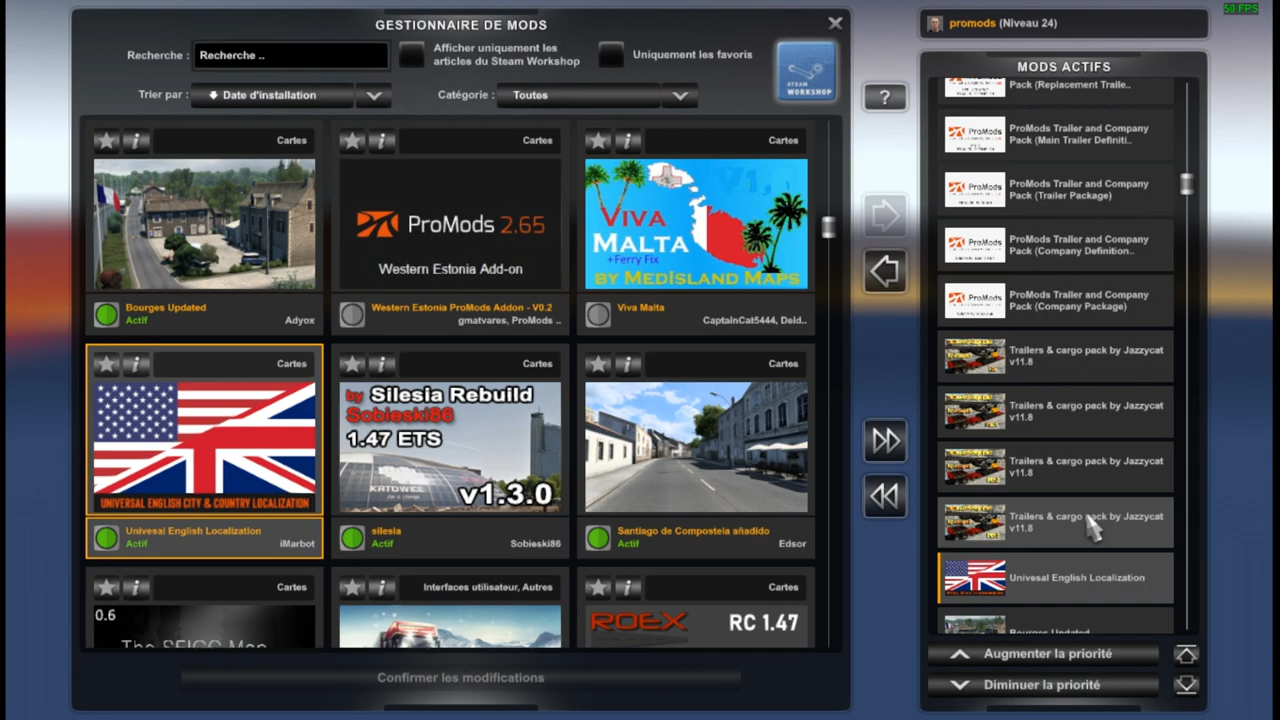 50 FPS
GESTIONNAIRE DE MODS
Recherche :
Recherche ..
Afficher uniquement les
articles du Steam Workshop
Uniquement les favoris
STEAM
WORKSHOP
Trier par :
Date d'installation
Catégorie :
Toutes
Cartes
Bourges Updated
Actif
Adyox
Cartes
ProMods 2.65
Western Estonia Add-on
Western Estonia ProMods Addon - V0.2
gmatvares, ProMods ..
Cartes
VIVA
MALTA
+Ferry Fix
BY MEDISLAND MAPS
Viva Malta
CaptainCat5444, Deid..
Cartes
UNIVERSAL ENGLISH CITY & COUNTRY LOCALIZATION
Univesal English Localization
Actif
iMarbot
Cartes
by Silesia Rebuild
Sobieski86
1.47 ETS
KATOWICE
v1.3.0
silesia
Actif
Sobieski86
Cartes
Santiago de Compostela añadido
Actif
Edsor
Cartes
0.6
Interfaces utilisateur, Autres
Cartes
ROEX
RC 1.47
Confirmer les modifications
?
promods (Niveau 24)
MODS ACTIFS
Pack (Replacement Traile..
ProMods
ProMods Trailer and Company
Pack (Main Trailer Definiti..
ProMods
ProMods Trailer and Company
Pack (Trailer Package)
ProMods
ProMods Trailer and Company
Pack (Company Definition..
ProMods
ProMods Trailer and Company
Pack (Company Package)
Trailers & cargo pack by Jazzycat
v11.8
Trailers & cargo pack by Jazzycat
v11.8
Trailers & cargo pack by Jazzycat
v11.8
Trailers & cargo pack by Jazzycat
v11.8
Univesal English Localization
Bourges Updated
Augmenter la priorité
Diminuer la priorité